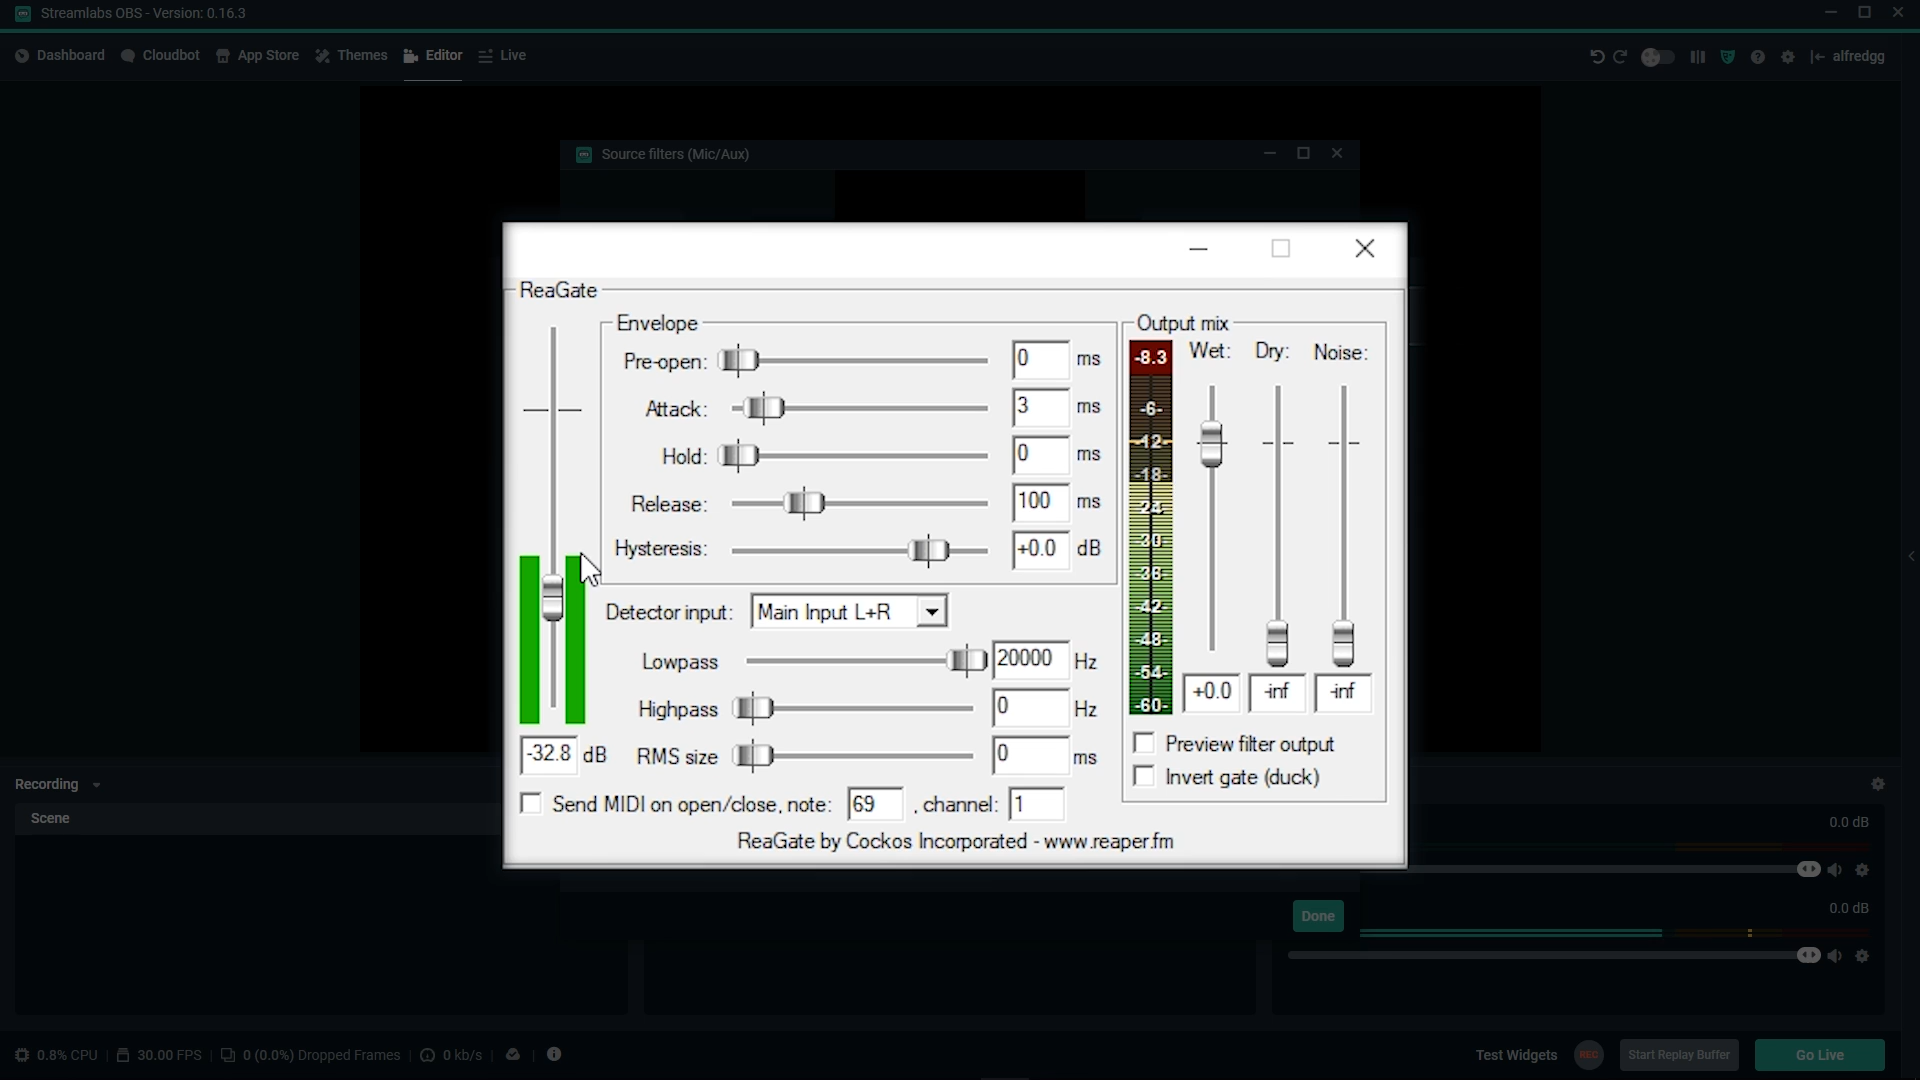 Streamlabs OBS - Version: 0.16.3
Dashboard Cloudbot App Store Themes Editor Live alfredgg
Source filters (Mic/Aux)
ReaGate
Envelope
Pre-open: 0 ms
Attack: 3 ms
Hold: 0 ms
Release: 100 ms
Hysteresis: +0.0 dB
Detector input: Main Input L+R
Lowpass 20000 Hz
Highpass 0 Hz
-32.8 dB RMS size 0 ms
Send MIDI on open/close, note: 69 , channel: 1
Output mix
Wet: Dry: Noise:
-8.3
-6-
-12-
-18-
-24-
-30-
-36-
-42-
-48-
-54-
-60-
+0.0 -inf -inf
Preview filter output
Invert gate (duck)
ReaGate by Cockos Incorporated - www.reaper.fm
Recording
Scene
0.0 dB
0.0 dB
Done
0.8% CPU 30.00 FPS 0 (0.0%) Dropped Frames 0 kb/s
Test Widgets REC Start Replay Buffer Go Live